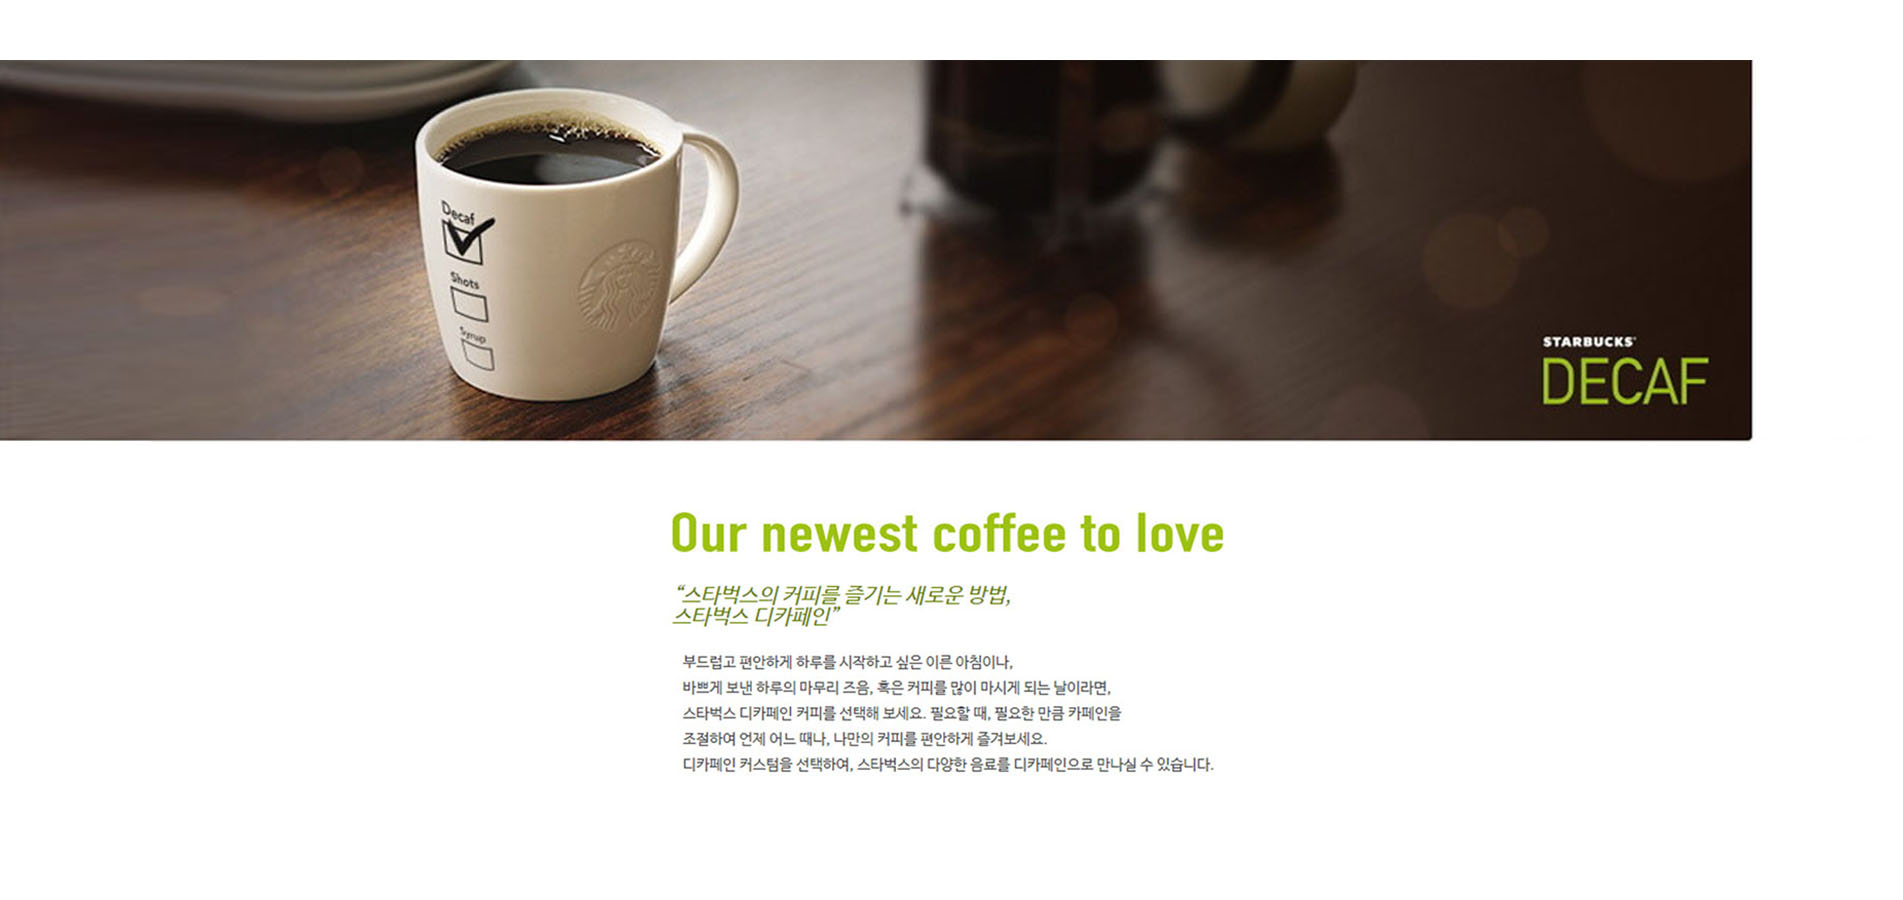 Decaf
Shots
Syrup
STARBUCKS
DECAF
Our newest coffee to love
“스타벅스의 커피를 즐기는 새로운 방법,
스타벅스 디카페인”
부드럽고 편안하게 하루를 시작하고 싶은 이른 아침이나,
바쁘게 보낸 하루의 마무리 즈음, 혹은 커피를 많이 마시게 되는 날이라면,
스타벅스 디카페인 커피를 선택해 보세요. 필요할 때, 필요한 만큼 카페인을
조절하여 언제 어느 때나, 나만의 커피를 편안하게 즐겨보세요.
디카페인 커스텀을 선택하여, 스타벅스의 다양한 음료를 디카페인으로 만나실 수 있습니다.